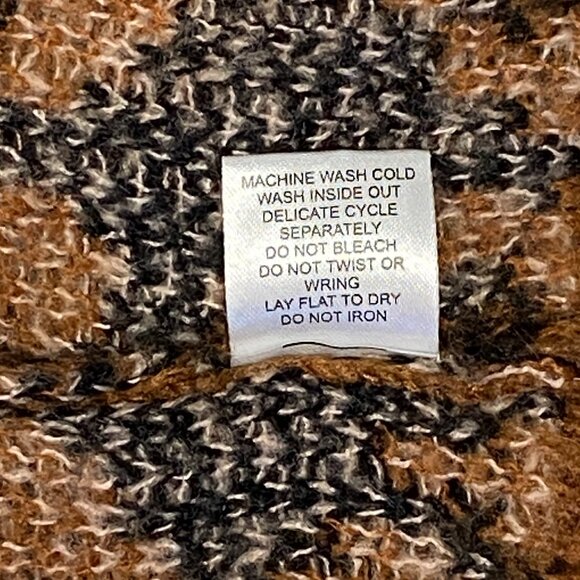 MACHINE WASH COLD
WASH INSIDE OUT
DELICATE CYCLE
SEPARATELY
DO NOT BLEACH
DO NOT TWIST OR
WRING
LAY FLAT TO DRY
DO NOT IRON